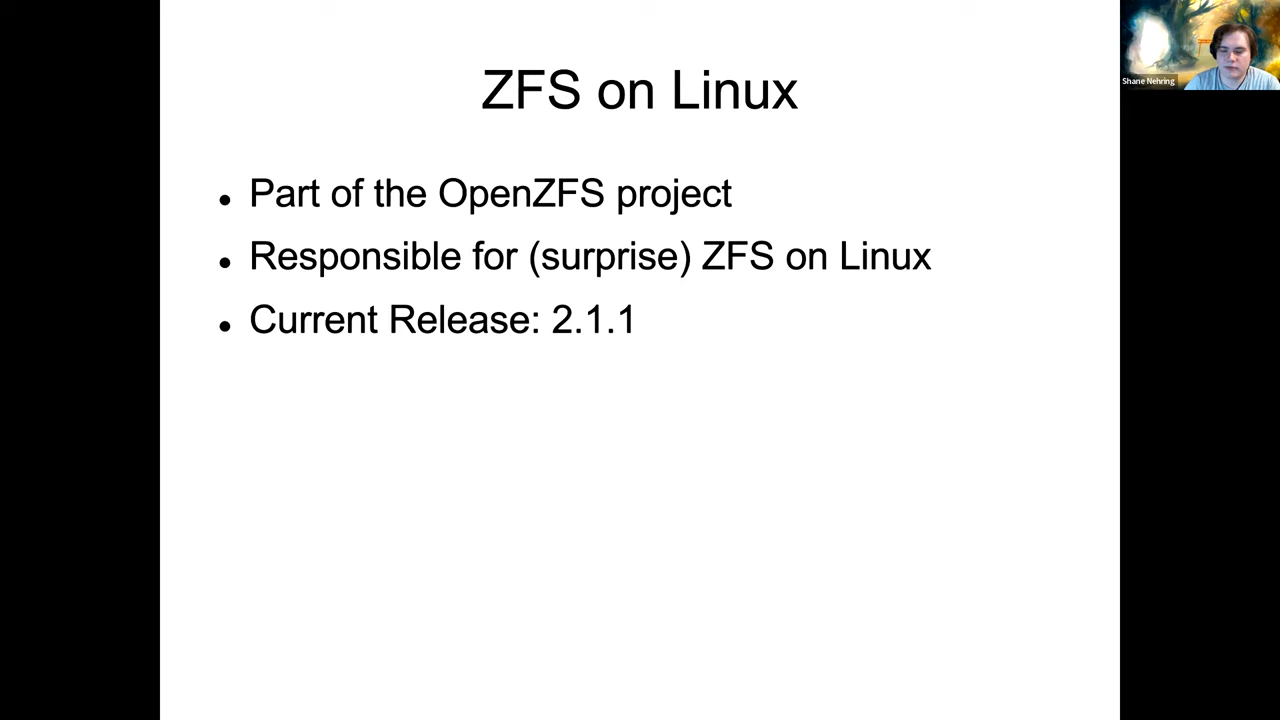 ZFS on Linux
Shane Nehring
• Part of the OpenZFS project
• Responsible for (surprise) ZFS on Linux
• Current Release: 2.1.1